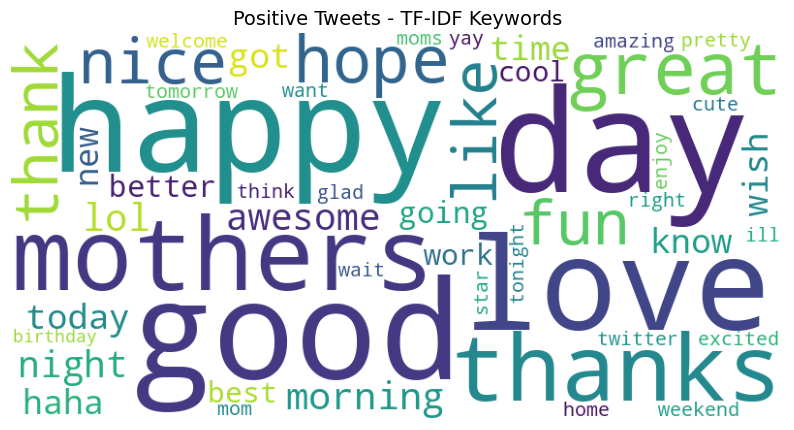 Positive Tweets - TF-IDF Keywords
welcome
moms
yay
amazing
pretty
nice
got
hope
time
cool
great
thank
tomorrow
want
cute
happy
day
like
new
better
think
glad
enjoy
right
wish
lol
awesome
going
fun
know
ill
mothers
wait
work
love
star
tonight
today
good
thanks
twitter
excited
birthday
night
haha
best
mom
morning
home
weekend